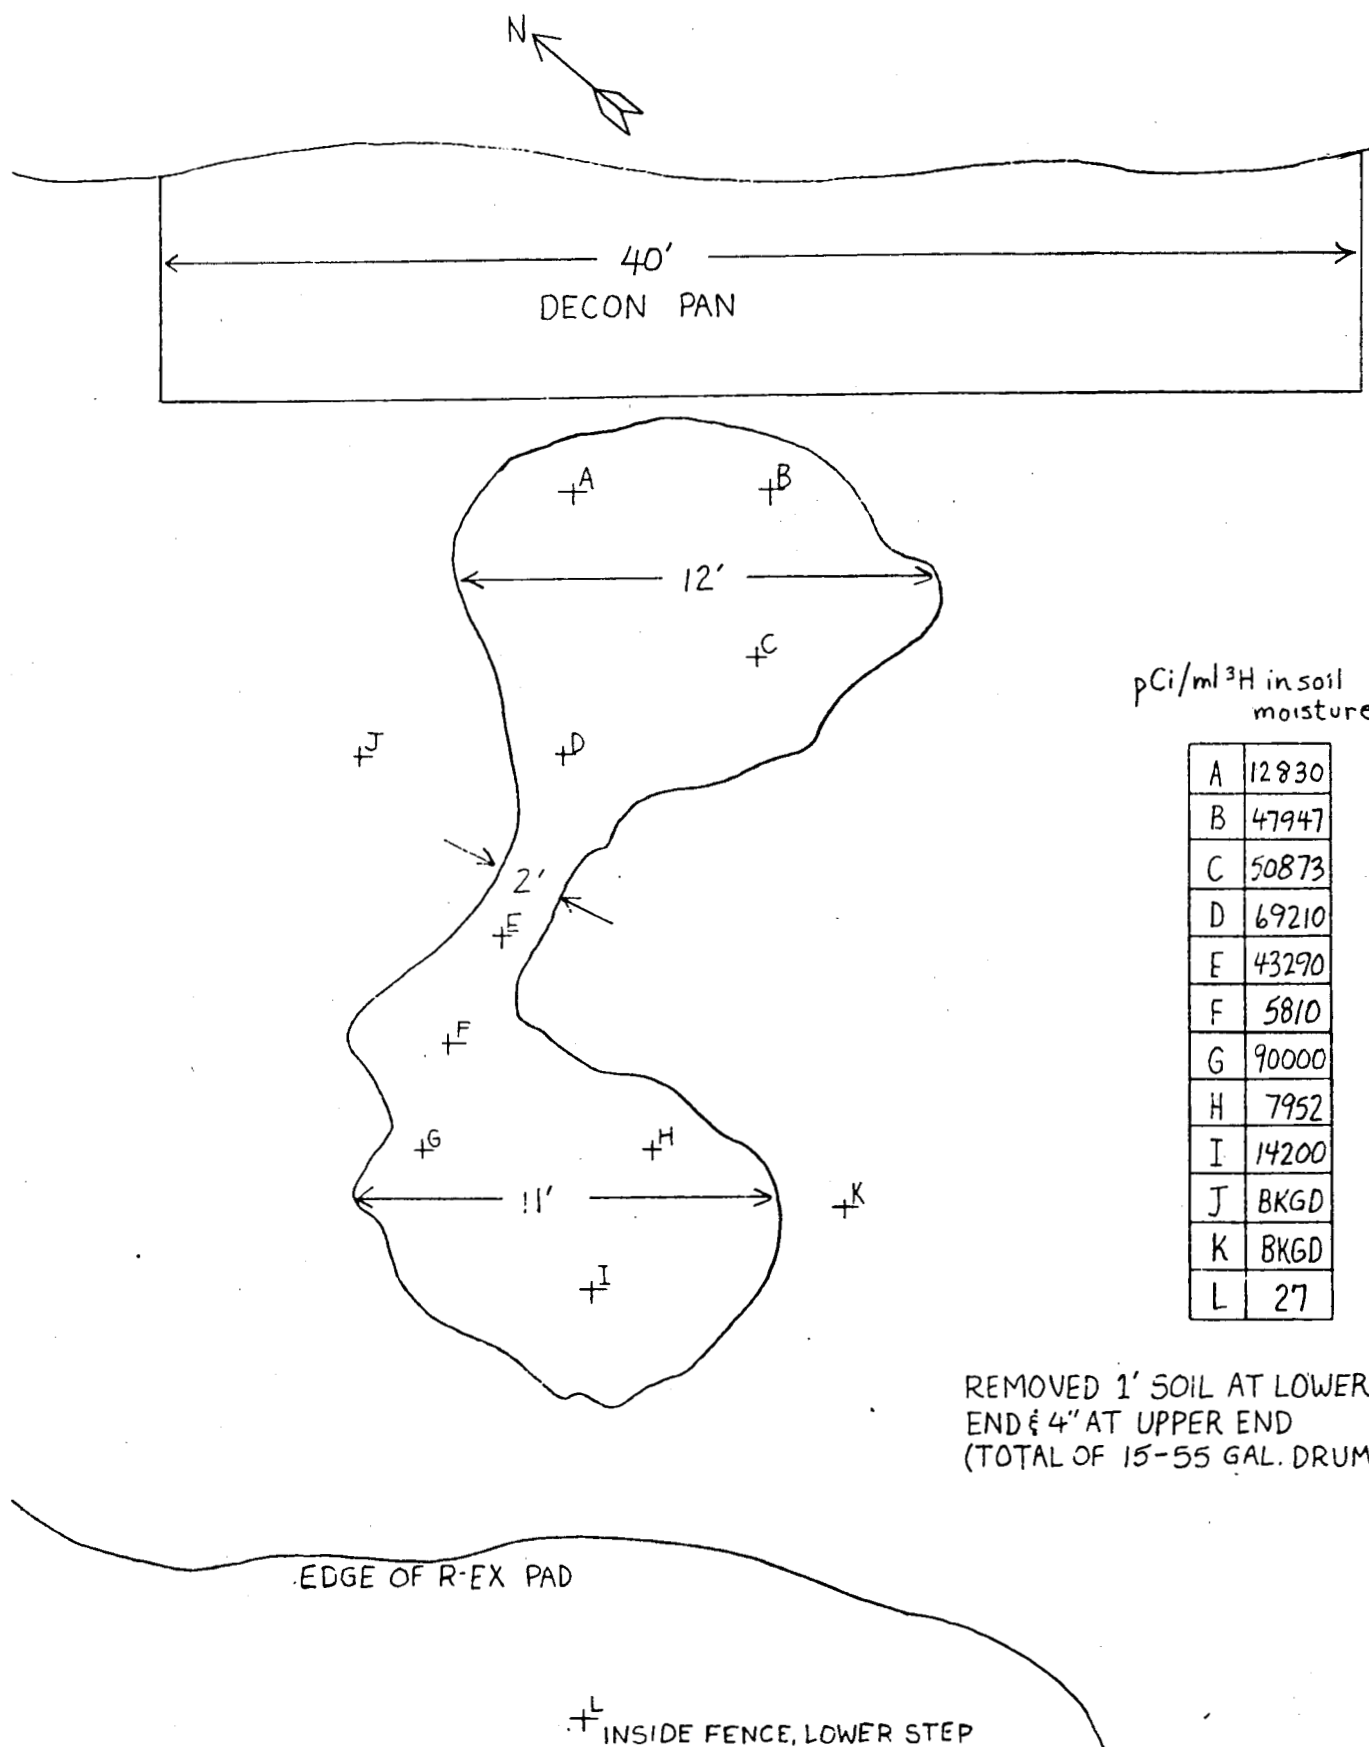 N
40'
DECON PAN
A
B
12'
C
J
D
2'
E
F
G
H
11'
K
I
pCi/ml ³H in soil
moisture
A 12830
B 47947
C 50873
D 69210
E 43290
F 5810
G 90000
H 7952
I 14200
J BKGD
K BKGD
L 27
REMOVED 1' SOIL AT LOWER
END & 4" AT UPPER END
(TOTAL OF 15-55 GAL. DRUM
EDGE OF R-EX PAD
L
INSIDE FENCE, LOWER STEP